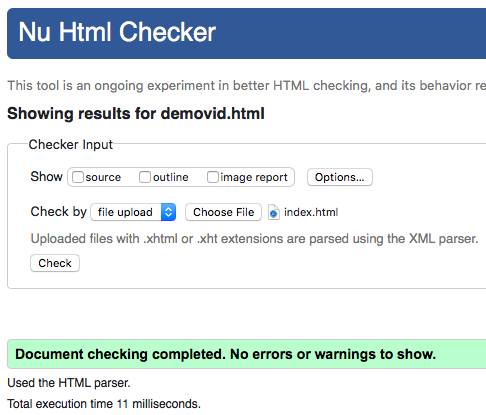 Nu Html Checker
This tool is an ongoing experiment in better HTML checking, and its behavior re
Showing results for demovid.html
Checker Input
Show source outline image report Options...
Check by file upload Choose File index.html
Uploaded files with .xhtml or .xht extensions are parsed using the XML parser.
Check
Document checking completed. No errors or warnings to show.
Used the HTML parser.
Total execution time 11 milliseconds.